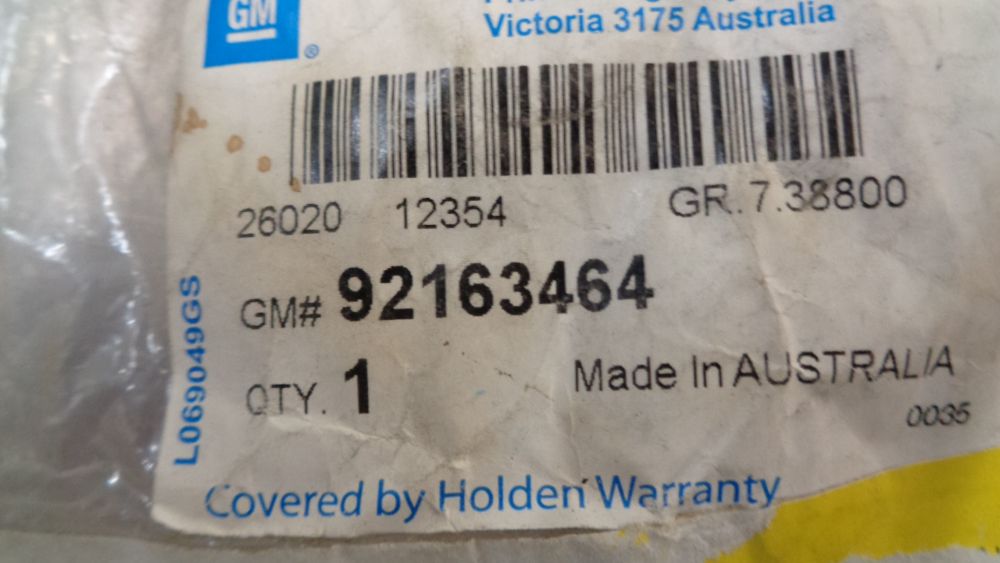 GM
®
Victoria 3175 Australia
26020 12354 GR. 7.38800
GM# 92163464
QTY. 1
Made In AUSTRALIA
0035
L069049GS
Covered by Holden Warranty